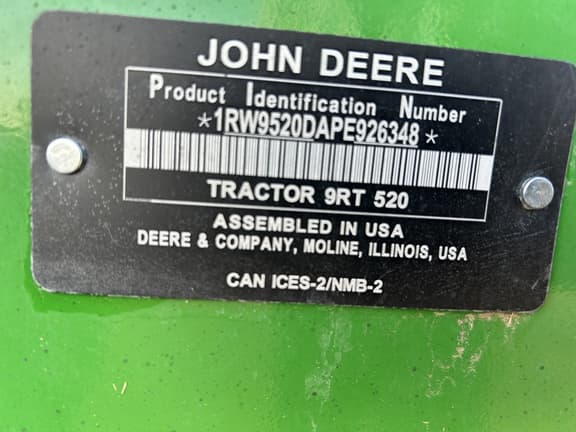 JOHN DEERE
Product Identification Number
*1RW9520DAPE926348*
TRACTOR 9RT 520
ASSEMBLED IN USA
DEERE & COMPANY, MOLINE, ILLINOIS, USA
CAN ICES-2/NMB-2